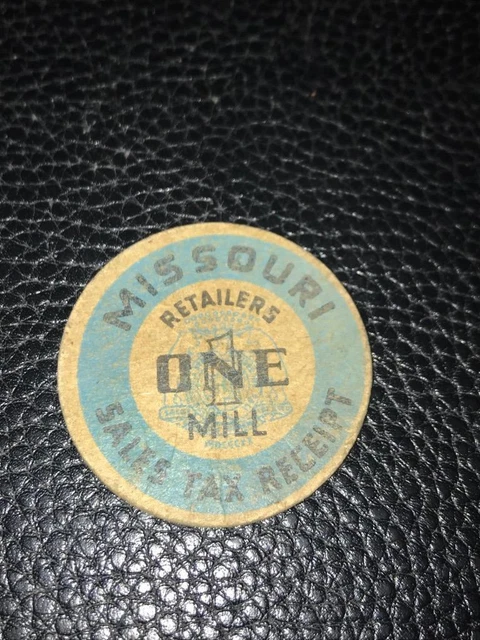 MISSOURI
RETAILERS
1
ONE
MILL
SALES TAX RECEIPT